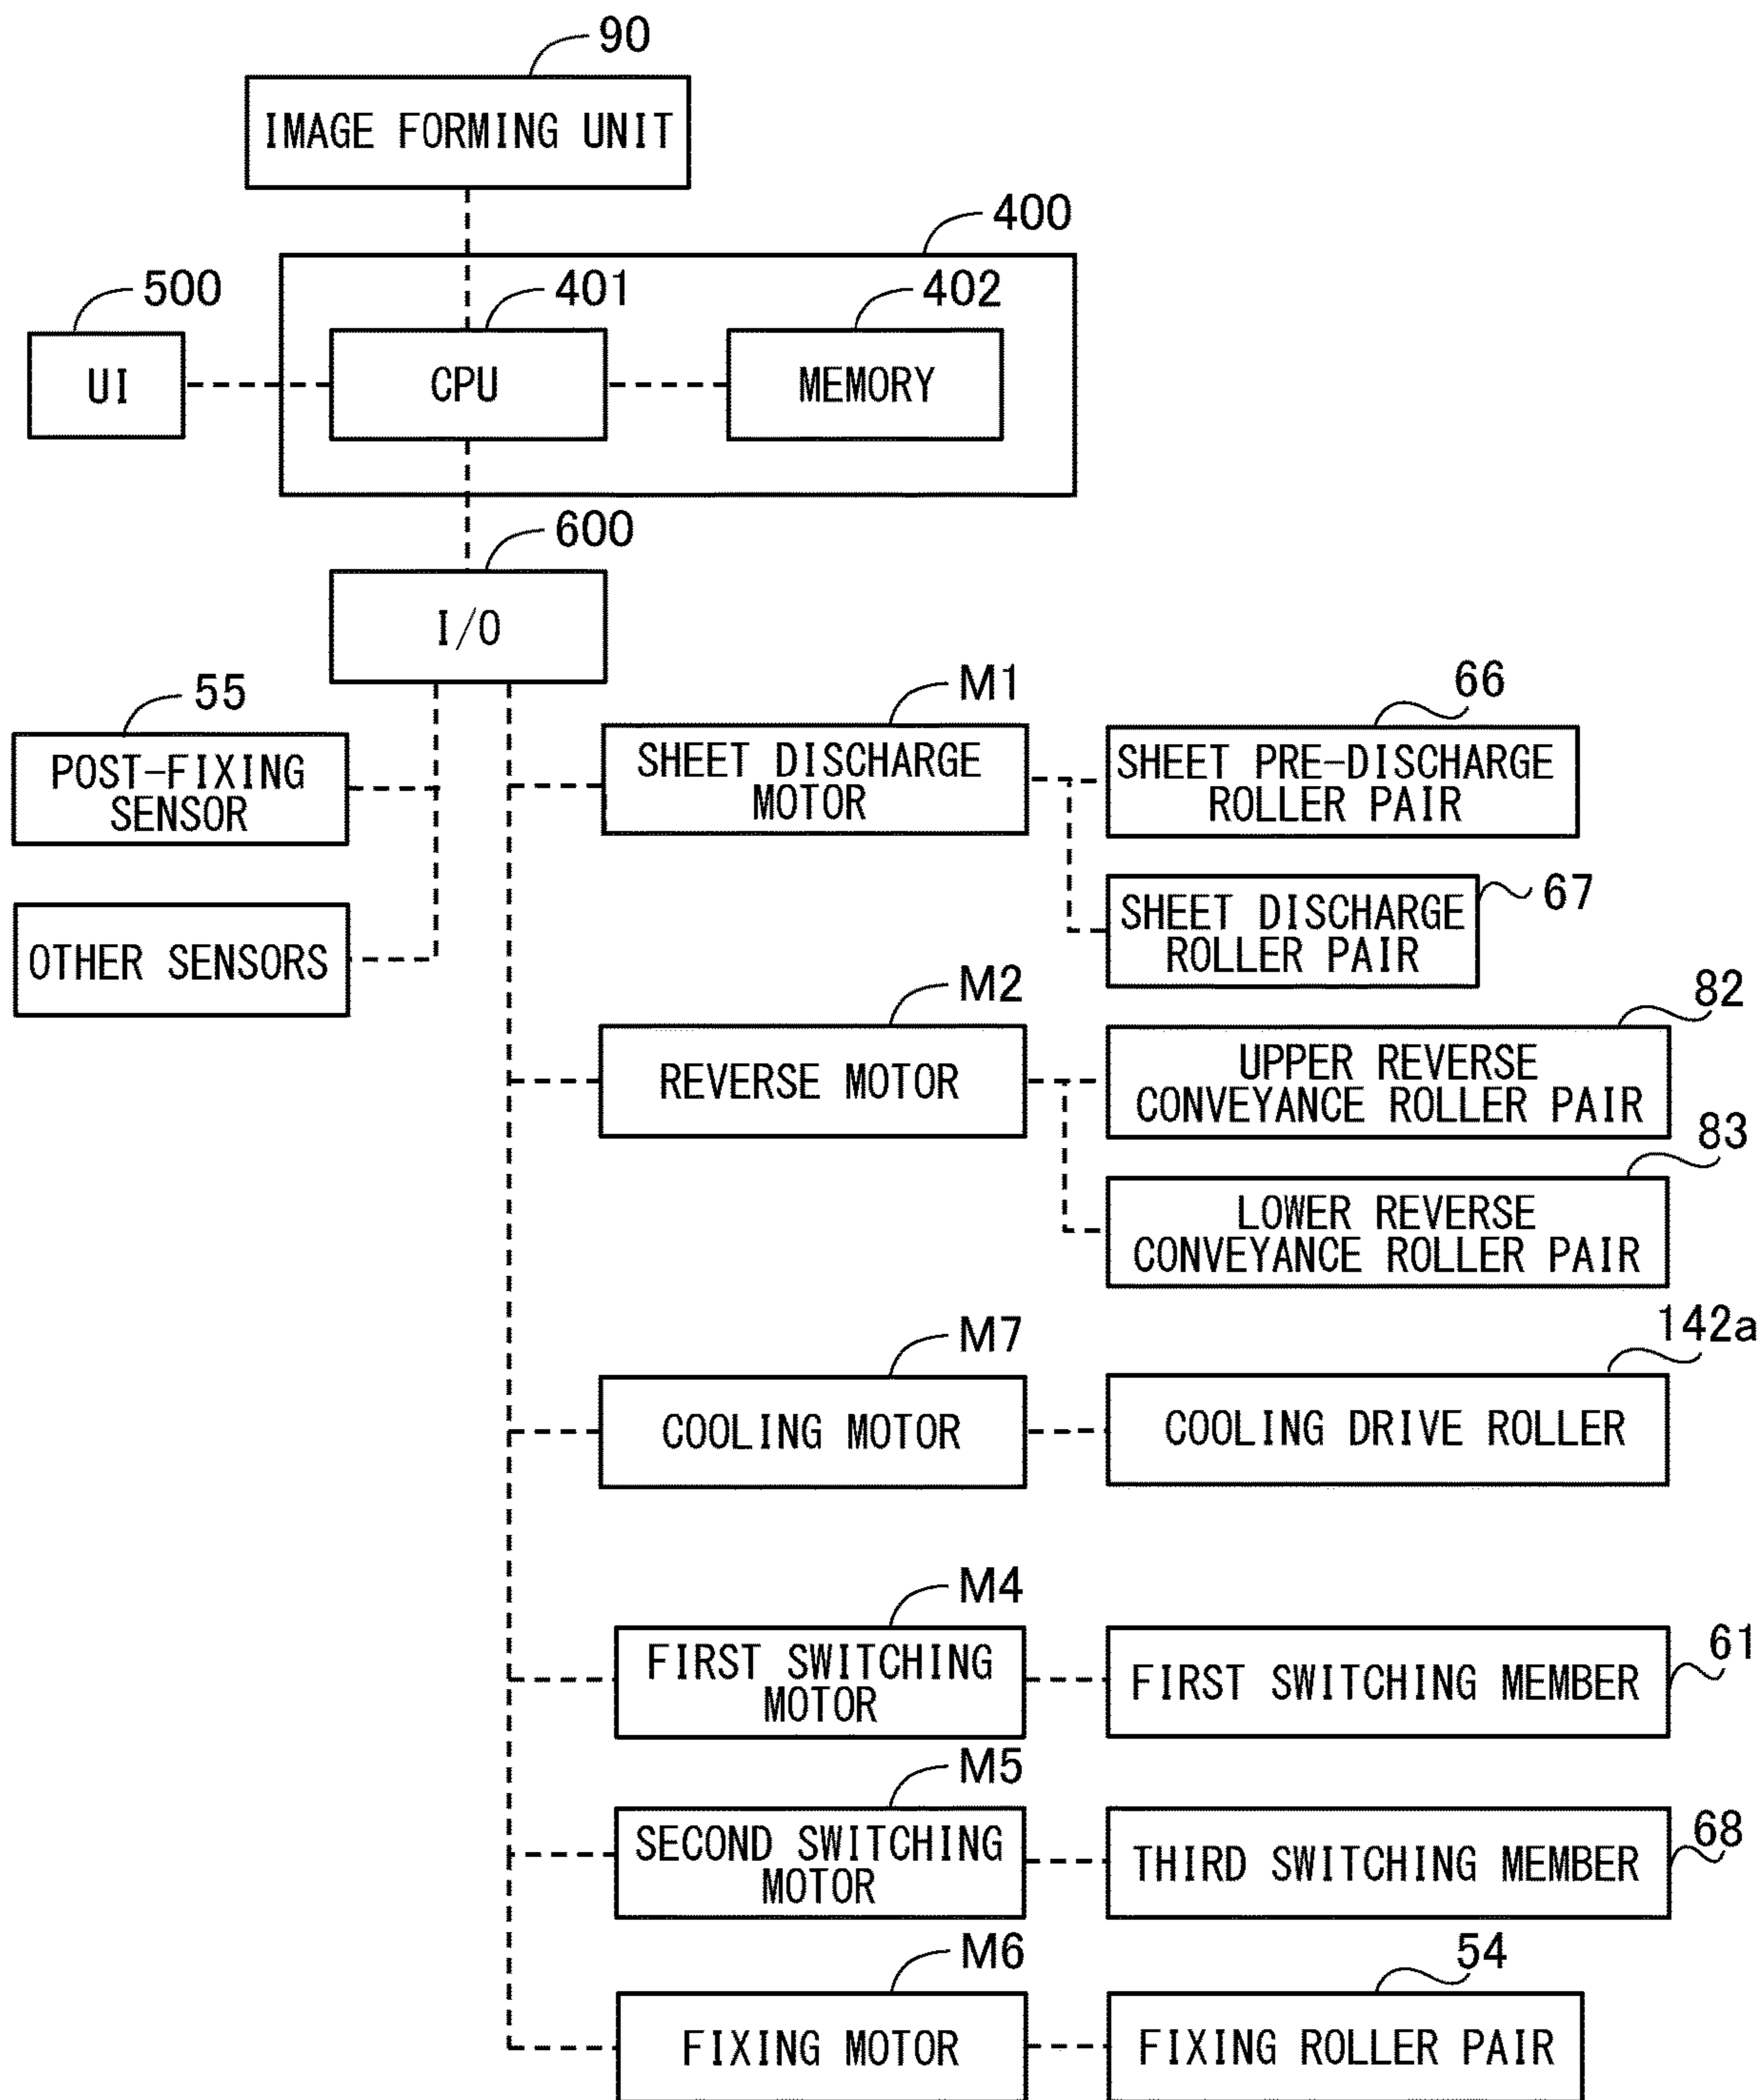 90
IMAGE FORMING UNIT
400
500
401
402
UI
CPU
MEMORY
600
I/O
55
POST-FIXING
SENSOR
OTHER SENSORS
M1
SHEET DISCHARGE
MOTOR
66
SHEET PRE-DISCHARGE
ROLLER PAIR
67
SHEET DISCHARGE
ROLLER PAIR
M2
REVERSE MOTOR
82
UPPER REVERSE
CONVEYANCE ROLLER PAIR
83
LOWER REVERSE
CONVEYANCE ROLLER PAIR
M7
COOLING MOTOR
142a
COOLING DRIVE ROLLER
M4
FIRST SWITCHING
MOTOR
61
FIRST SWITCHING MEMBER
M5
SECOND SWITCHING
MOTOR
68
THIRD SWITCHING MEMBER
M6
FIXING MOTOR
54
FIXING ROLLER PAIR